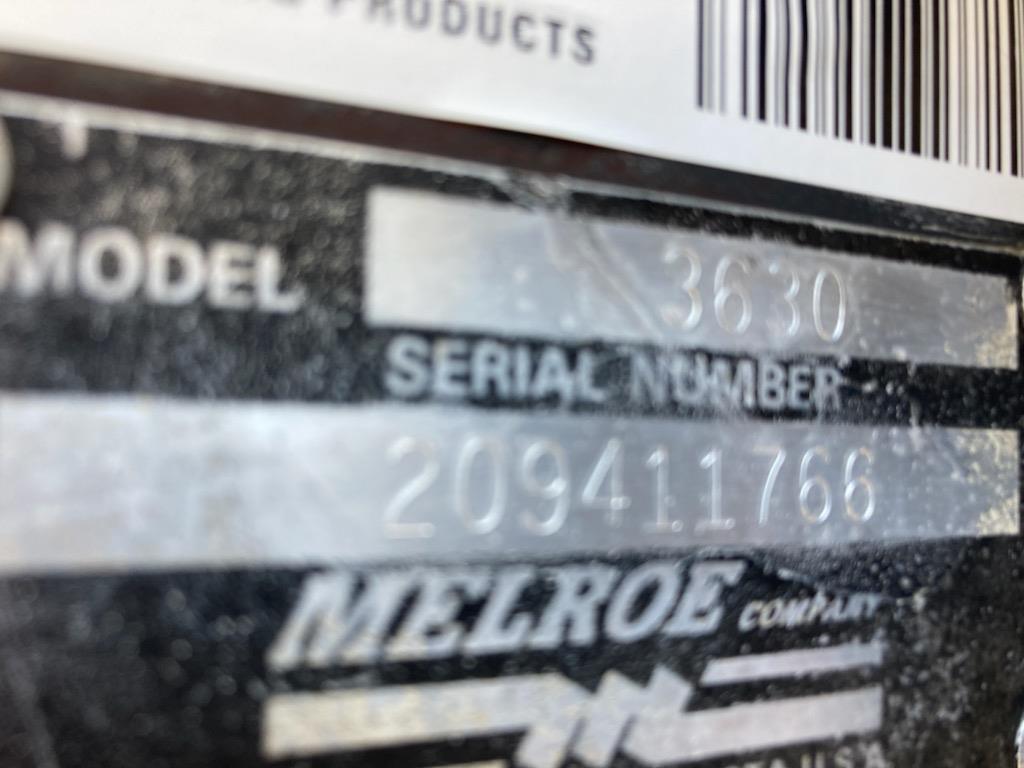 PRODUCTS
MODEL 3630
SERIAL NUMBER
209411766
MELROE COMPANY
U.S.A